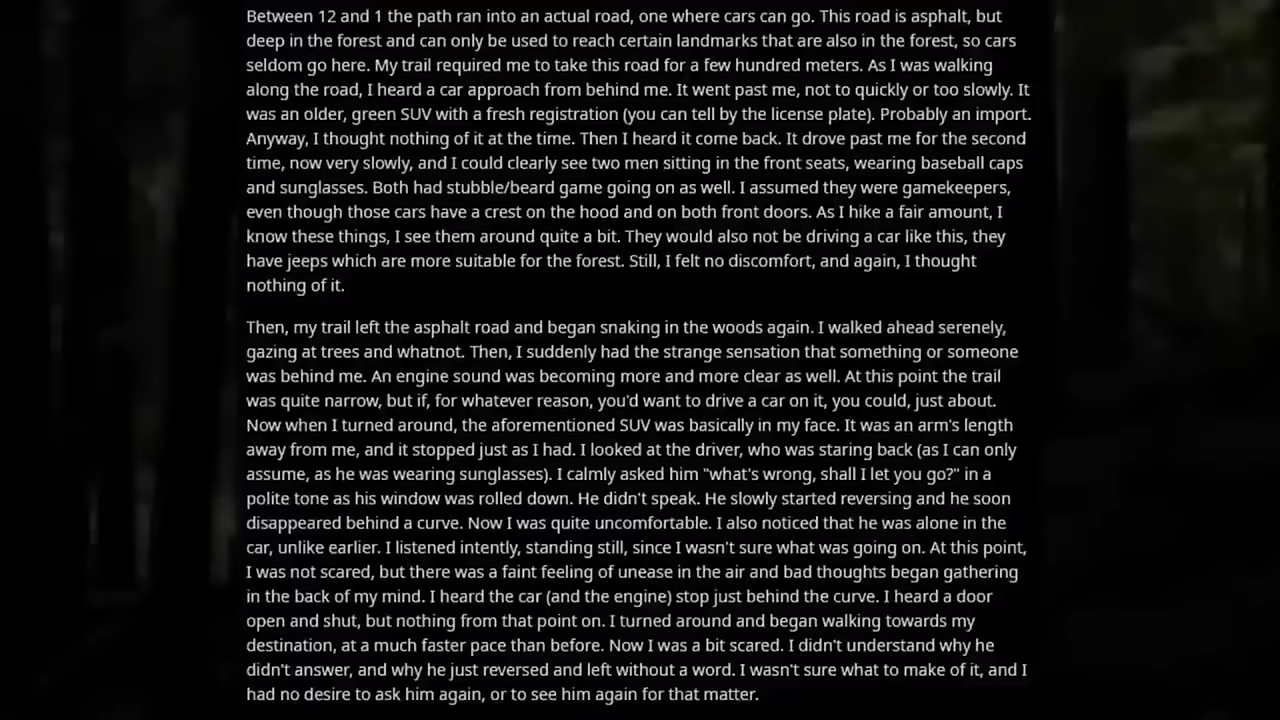 Between 12 and 1 the path ran into an actual road, one where cars can go. This road is asphalt, but
deep in the forest and can only be used to reach certain landmarks that are also in the forest, so cars
seldom go here. My trail required me to take this road for a few hundred meters. As I was walking
along the road, I heard a car approach from behind me. It went past me, not to quickly or too slowly. It
was an older, green SUV with a fresh registration (you can tell by the license plate). Probably an import.
Anyway, I thought nothing of it at the time. Then I heard it come back. It drove past me for the second
time, now very slowly, and I could clearly see two men sitting in the front seats, wearing baseball caps
and sunglasses. Both had stubble/beard game going on as well. I assumed they were gamekeepers,
even though those cars have a crest on the hood and on both front doors. As I hike a fair amount, I
know these things, I see them around quite a bit. They would also not be driving a car like this, they
have jeeps which are more suitable for the forest. Still, I felt no discomfort, and again, I thought
nothing of it.
Then, my trail left the asphalt road and began snaking in the woods again. I walked ahead serenely,
gazing at trees and whatnot. Then, I suddenly had the strange sensation that something or someone
was behind me. An engine sound was becoming more and more clear as well. At this point the trail
was quite narrow, but if, for whatever reason, you'd want to drive a car on it, you could, just about.
Now when I turned around, the aforementioned SUV was basically in my face. It was an arm's length
away from me, and it stopped just as I had. I looked at the driver, who was staring back (as I can only
assume, as he was wearing sunglasses). I calmly asked him "what's wrong, shall I let you go?" in a
polite tone as his window was rolled down. He didn't speak. He slowly started reversing and he soon
disappeared behind a curve. Now I was quite uncomfortable. I also noticed that he was alone in the
car, unlike earlier. I listened intently, standing still, since I wasn't sure what was going on. At this point,
I was not scared, but there was a faint feeling of unease in the air and bad thoughts began gathering
in the back of my mind. I heard the car (and the engine) stop just behind the curve. I heard a door
open and shut, but nothing from that point on. I turned around and began walking towards my
destination, at a much faster pace than before. Now I was a bit scared. I didn't understand why he
didn't answer, and why he just reversed and left without a word. I wasn't sure what to make of it, and I
had no desire to ask him again, or to see him again for that matter.